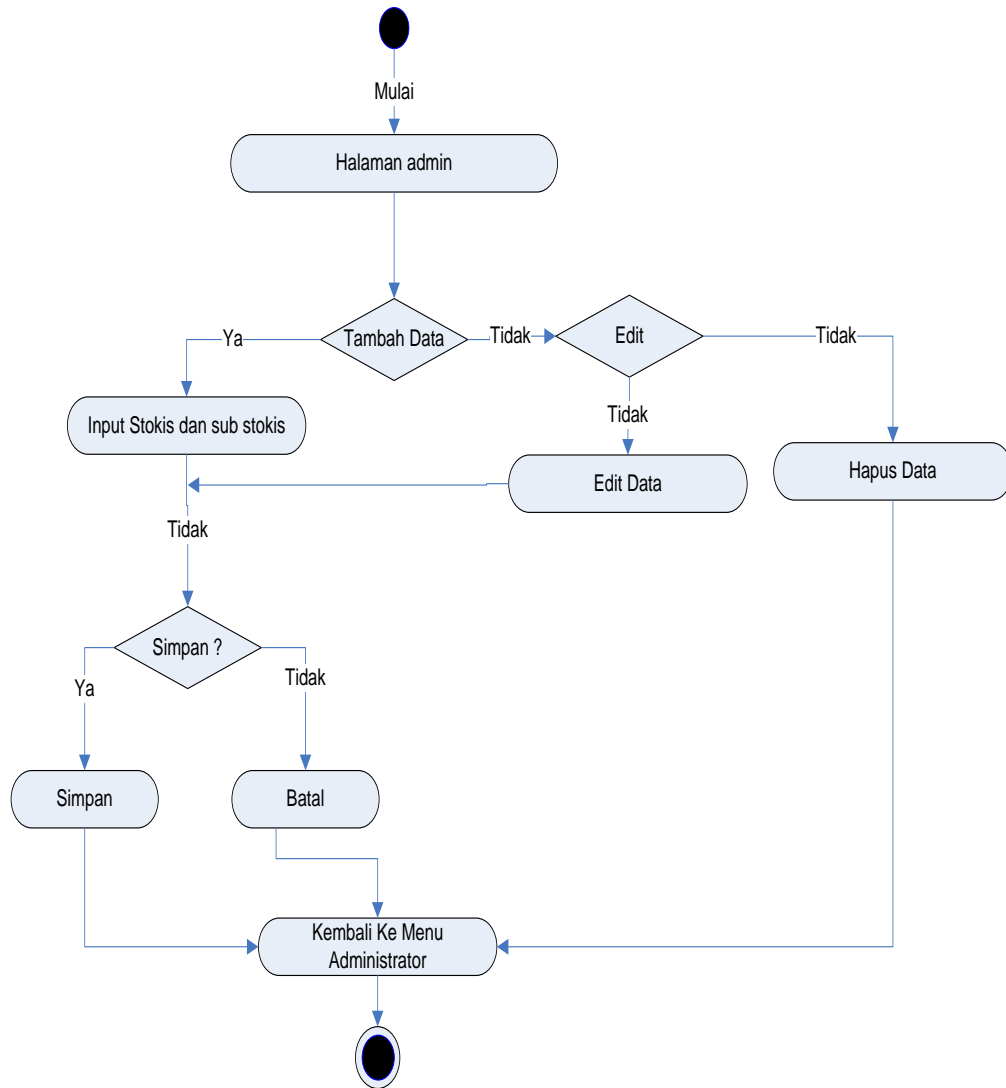 Mulai
Halaman admin
Ya
Tambah Data
Tidak
Edit
Tidak
Tidak
Input Stokis dan sub stokis
Edit Data
Hapus Data
Tidak
Simpan ?
Ya
Tidak
Simpan
Batal
Kembali Ke Menu
Administrator